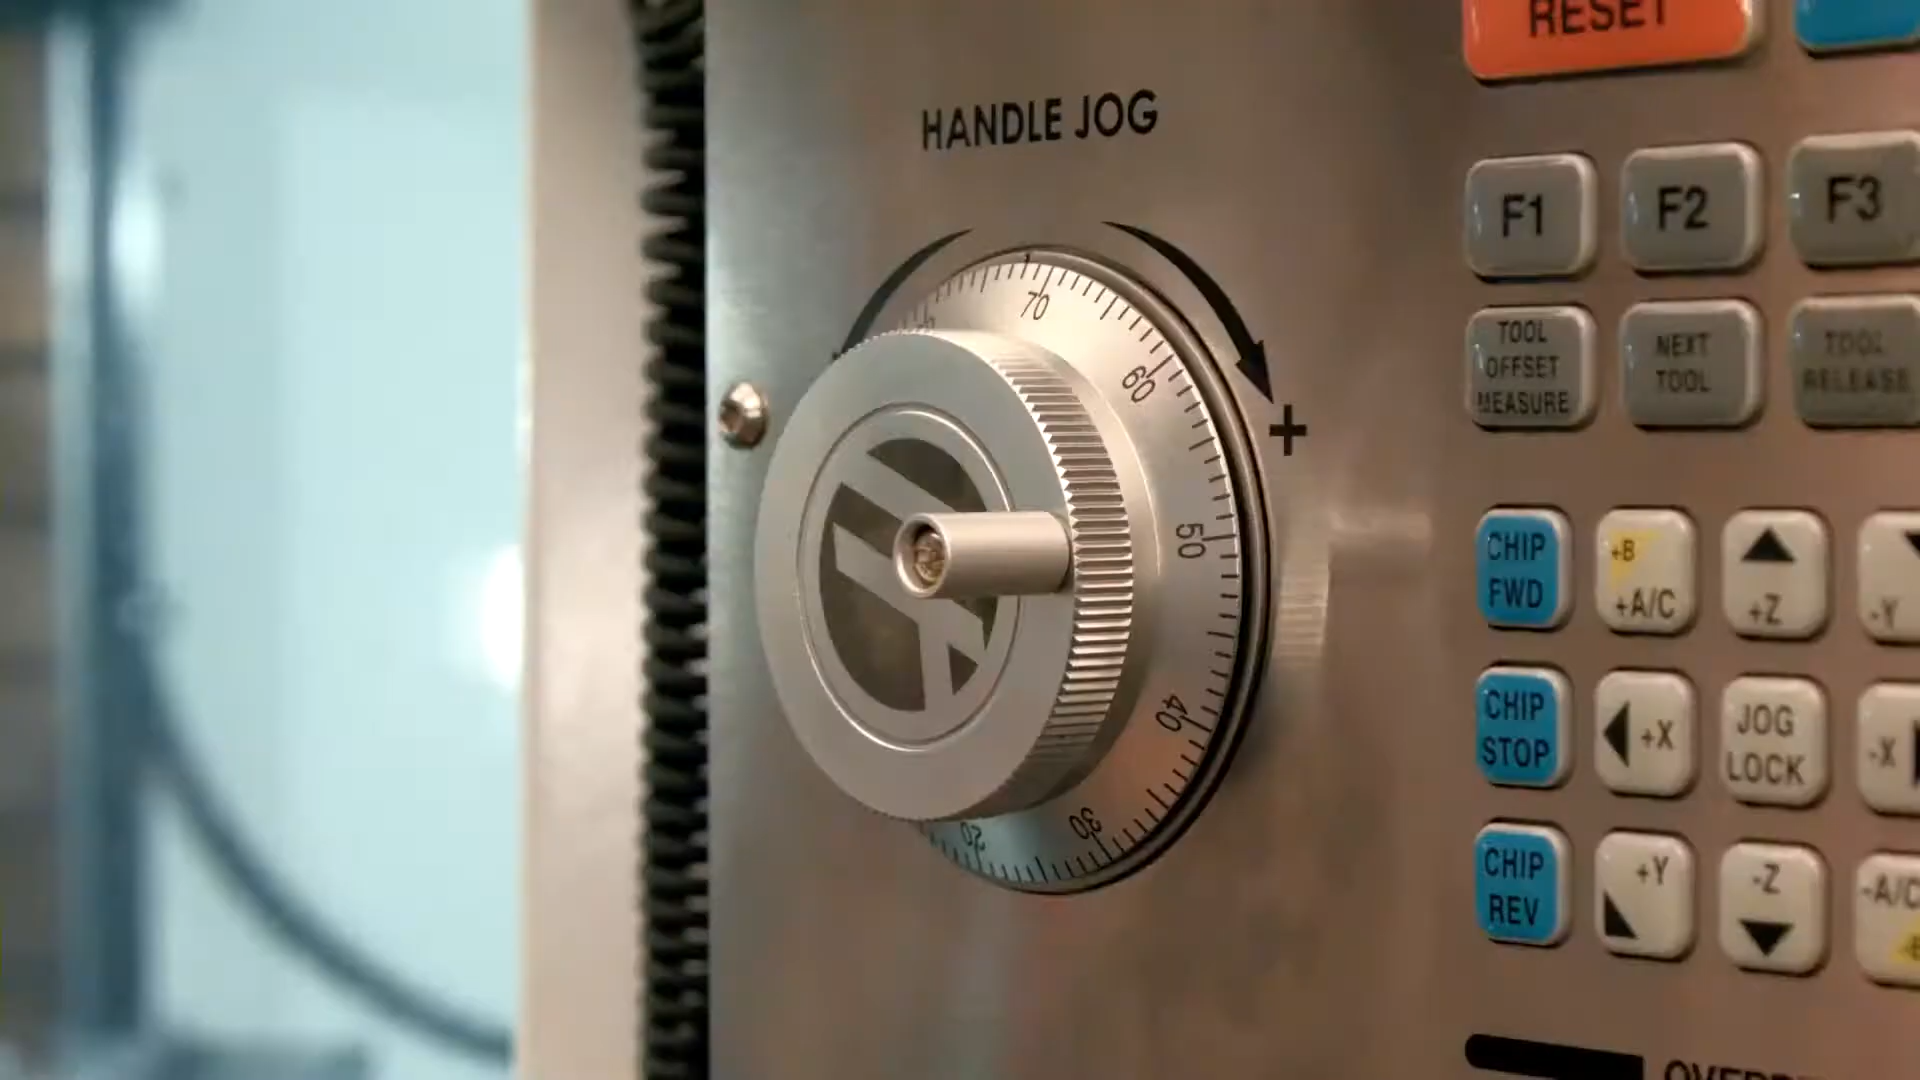 RESET
HANDLE JOG
F1
F2
F3
70
60
50
40
30
20
+
TOOL
OFFSET
MEASURE
NEXT
TOOL
TOOL
RELEASE
CHIP
FWD
+B
+A/C
+Z
-Y
CHIP
STOP
+X
JOG
LOCK
-X
CHIP
REV
+Y
-Z
-A/C